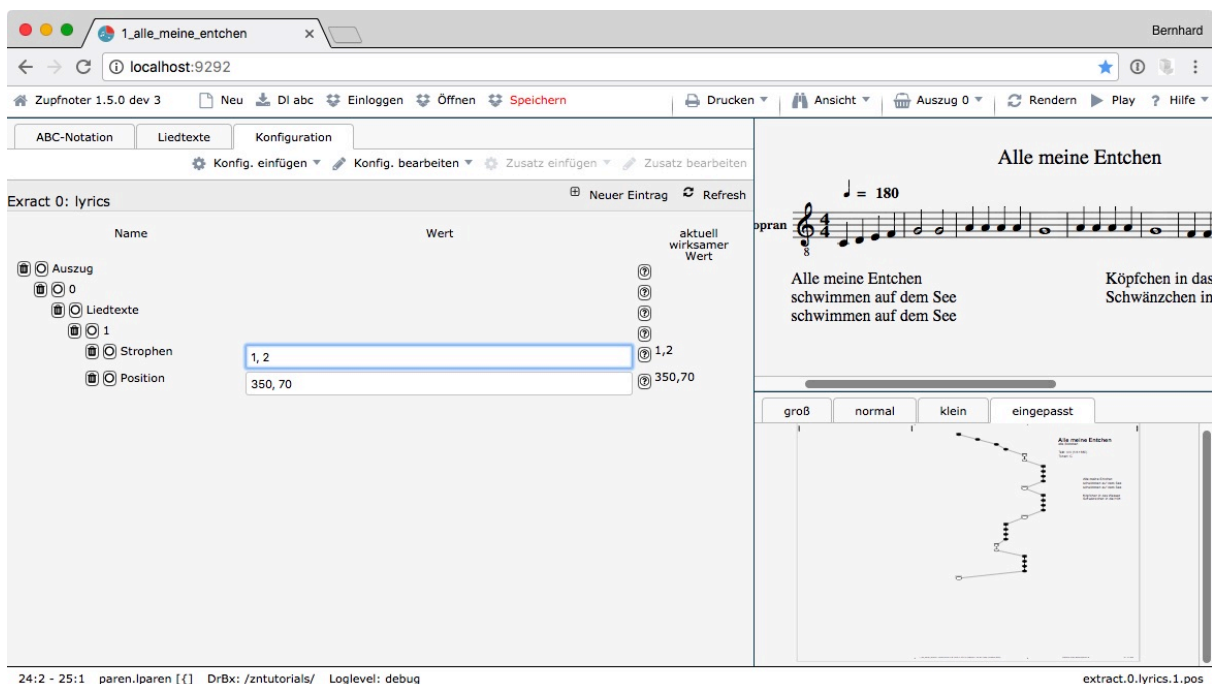 1_alle_meine_entchen
Bernhard
localhost:9292
Zupfnoter 1.5.0 dev 3 Neu Dl abc Einloggen Öffnen Speichern Drucken Ansicht Auszug 0 Rendern Play ? Hilfe
ABC-Notation Liedtexte Konfiguration
Konfig. einfügen Konfig. bearbeiten Zusatz einfügen Zusatz bearbeiten
Exract 0: lyrics
Neuer Eintrag Refresh
Name Wert aktuell
wirksamer
Wert
Auszug
0
Liedtexte
1
Strophen 1, 2 1,2
Position 350, 70 350,70
Alle meine Entchen
= 180
opran
8
Alle meine Entchen
schwimmen auf dem See
schwimmen auf dem See
Köpfchen in das
Schwänzchen in
groß normal klein eingepasst
Alle meine Entchen
24:2 - 25:1 paren.lparen [{] DrBx: /zntutorials/ Loglevel: debug
extract.0.lyrics.1.pos